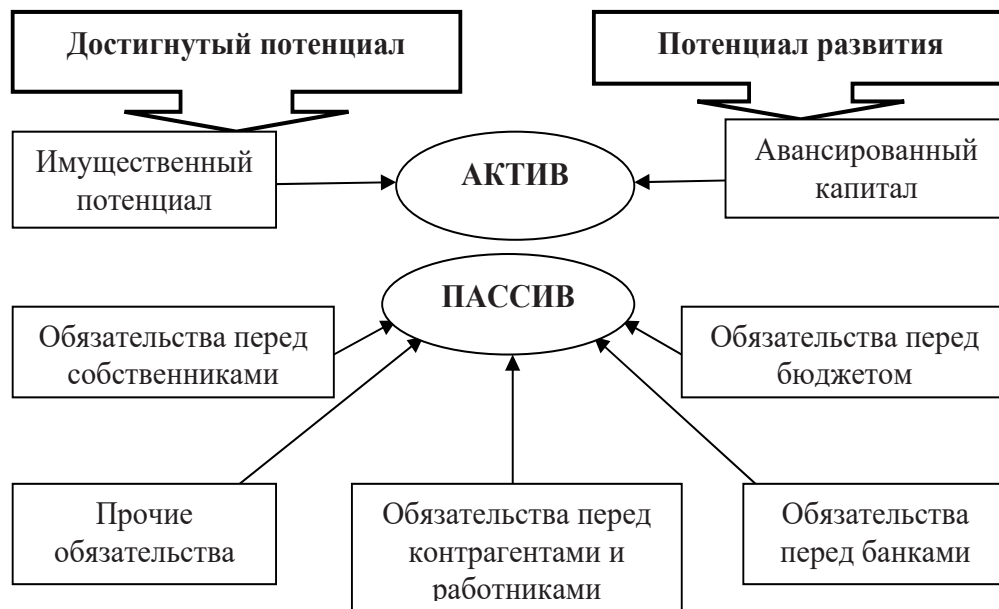 Достигнутый потенциал
Потенциал развития
Имущественный
потенциал
АКТИВ
Авансированный
капитал
ПАССИВ
Обязательства перед
собственниками
Обязательства перед
бюджетом
Прочие
обязательства
Обязательства перед
контрагентами и
работниками
Обязательства
перед банками